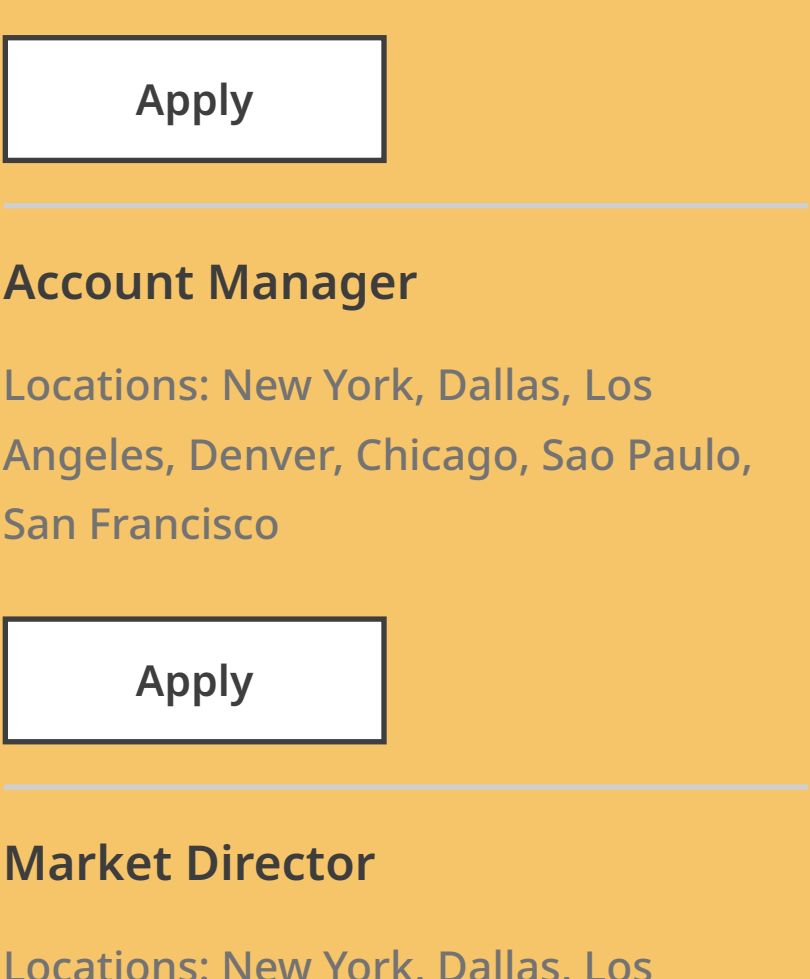 Apply
Account Manager
Locations: New York, Dallas, Los
Angeles, Denver, Chicago, Sao Paulo,
San Francisco
Apply
Market Director
Locations: New York, Dallas, Los